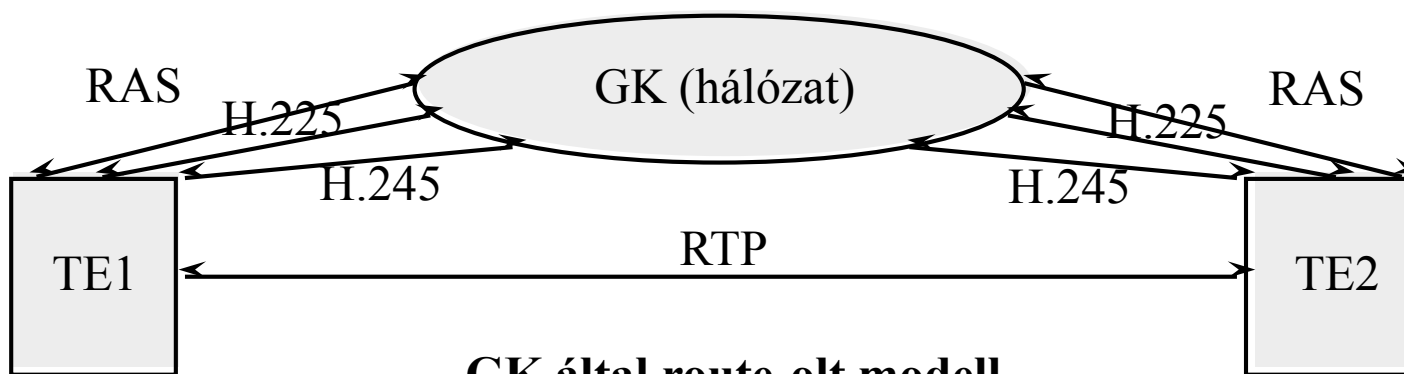 GK (hálózat)
RAS
RAS
H.225
H.225
H.245
H.245
RTP
TE1
TE2
GK által route-olt modell